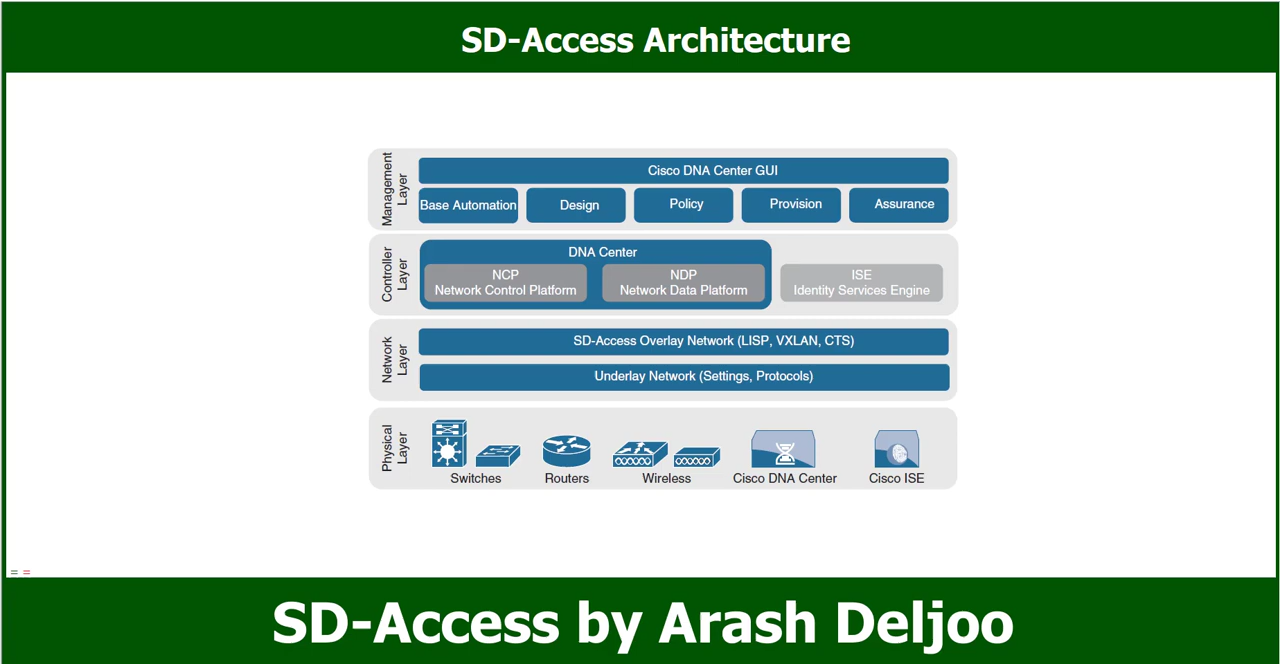 SD-Access Architecture
Management
Layer
Cisco DNA Center GUI
Base Automation
Design
Policy
Provision
Assurance
Controller
Layer
DNA Center
NCP
Network Control Platform
NDP
Network Data Platform
ISE
Identity Services Engine
Network
Layer
SD-Access Overlay Network (LISP, VXLAN, CTS)
Underlay Network (Settings, Protocols)
Physical
Layer
Switches
Routers
Wireless
Cisco DNA Center
Cisco ISE
= =
SD-Access by Arash Deljoo